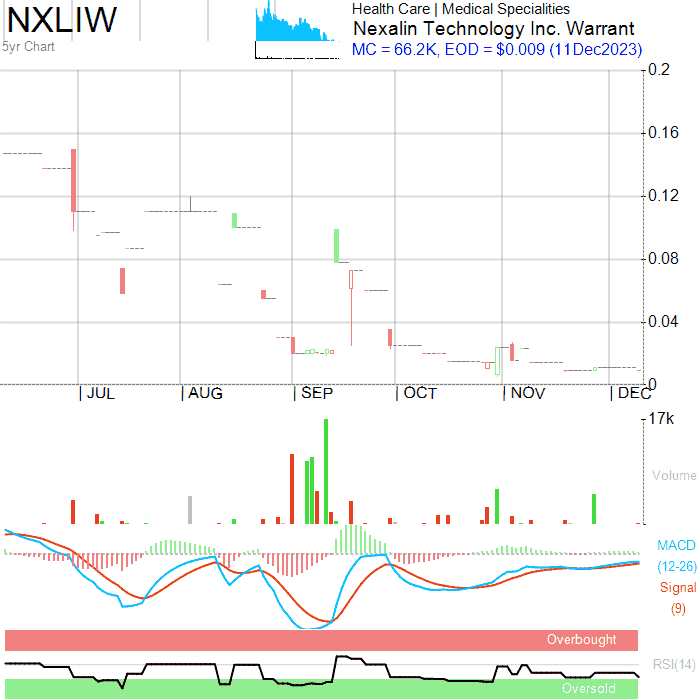 NXLIW
5yr Chart
Health Care | Medical Specialities
Nexalin Technology Inc. Warrant
MC = 66.2K, EOD = $0.009 (11Dec2023)
0.2
0.16
0.12
0.08
0.04
0
| JUL | AUG | SEP | OCT | NOV | DEC
17k
Volume
MACD
(12-26)
Signal
(9)
Overbought
RSI(14)
Oversold